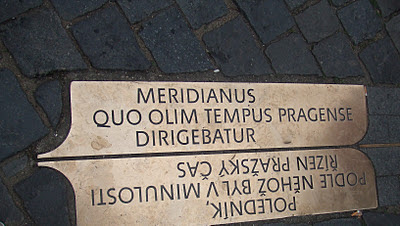 MERIDIANUS
QUO OLIM TEMPUS PRAGENSE
DIRIGEBATUR
POLEDNÍK,
PODLE NĚHOŽ BYL V MINULOSTI
ŘÍZEN PRAŽSKÝ ČAS